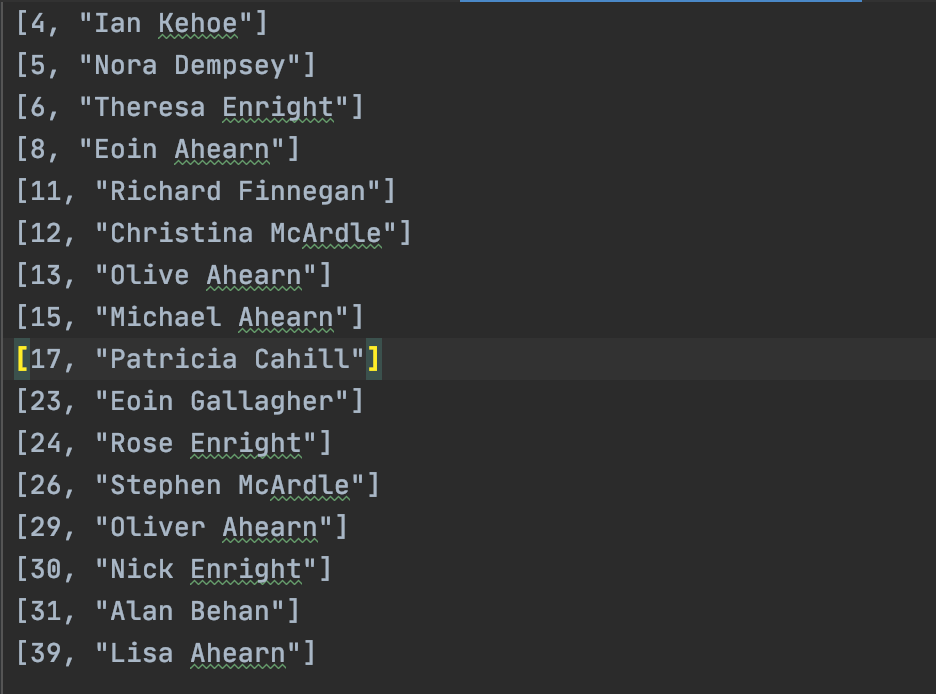 [4, "Ian Kehoe"]
[5, "Nora Dempsey"]
[6, "Theresa Enright"]
[8, "Eoin Ahearn"]
[11, "Richard Finnegan"]
[12, "Christina McArdle"]
[13, "Olive Ahearn"]
[15, "Michael Ahearn"]
[17, "Patricia Cahill"]
[23, "Eoin Gallagher"]
[24, "Rose Enright"]
[26, "Stephen McArdle"]
[29, "Oliver Ahearn"]
[30, "Nick Enright"]
[31, "Alan Behan"]
[39, "Lisa Ahearn"]